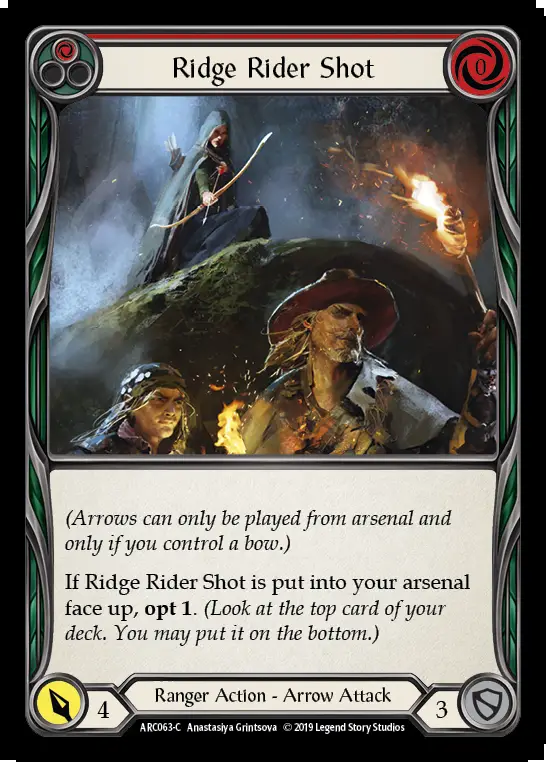 Ridge Rider Shot
0
(Arrows can only be played from arsenal and
only if you control a bow.)
If Ridge Rider Shot is put into your arsenal
face up, opt 1. (Look at the top card of your
deck. You may put it on the bottom.)
4
Ranger Action - Arrow Attack
3
ARC063-C Anastasiya Grintsova © 2019 Legend Story Studios